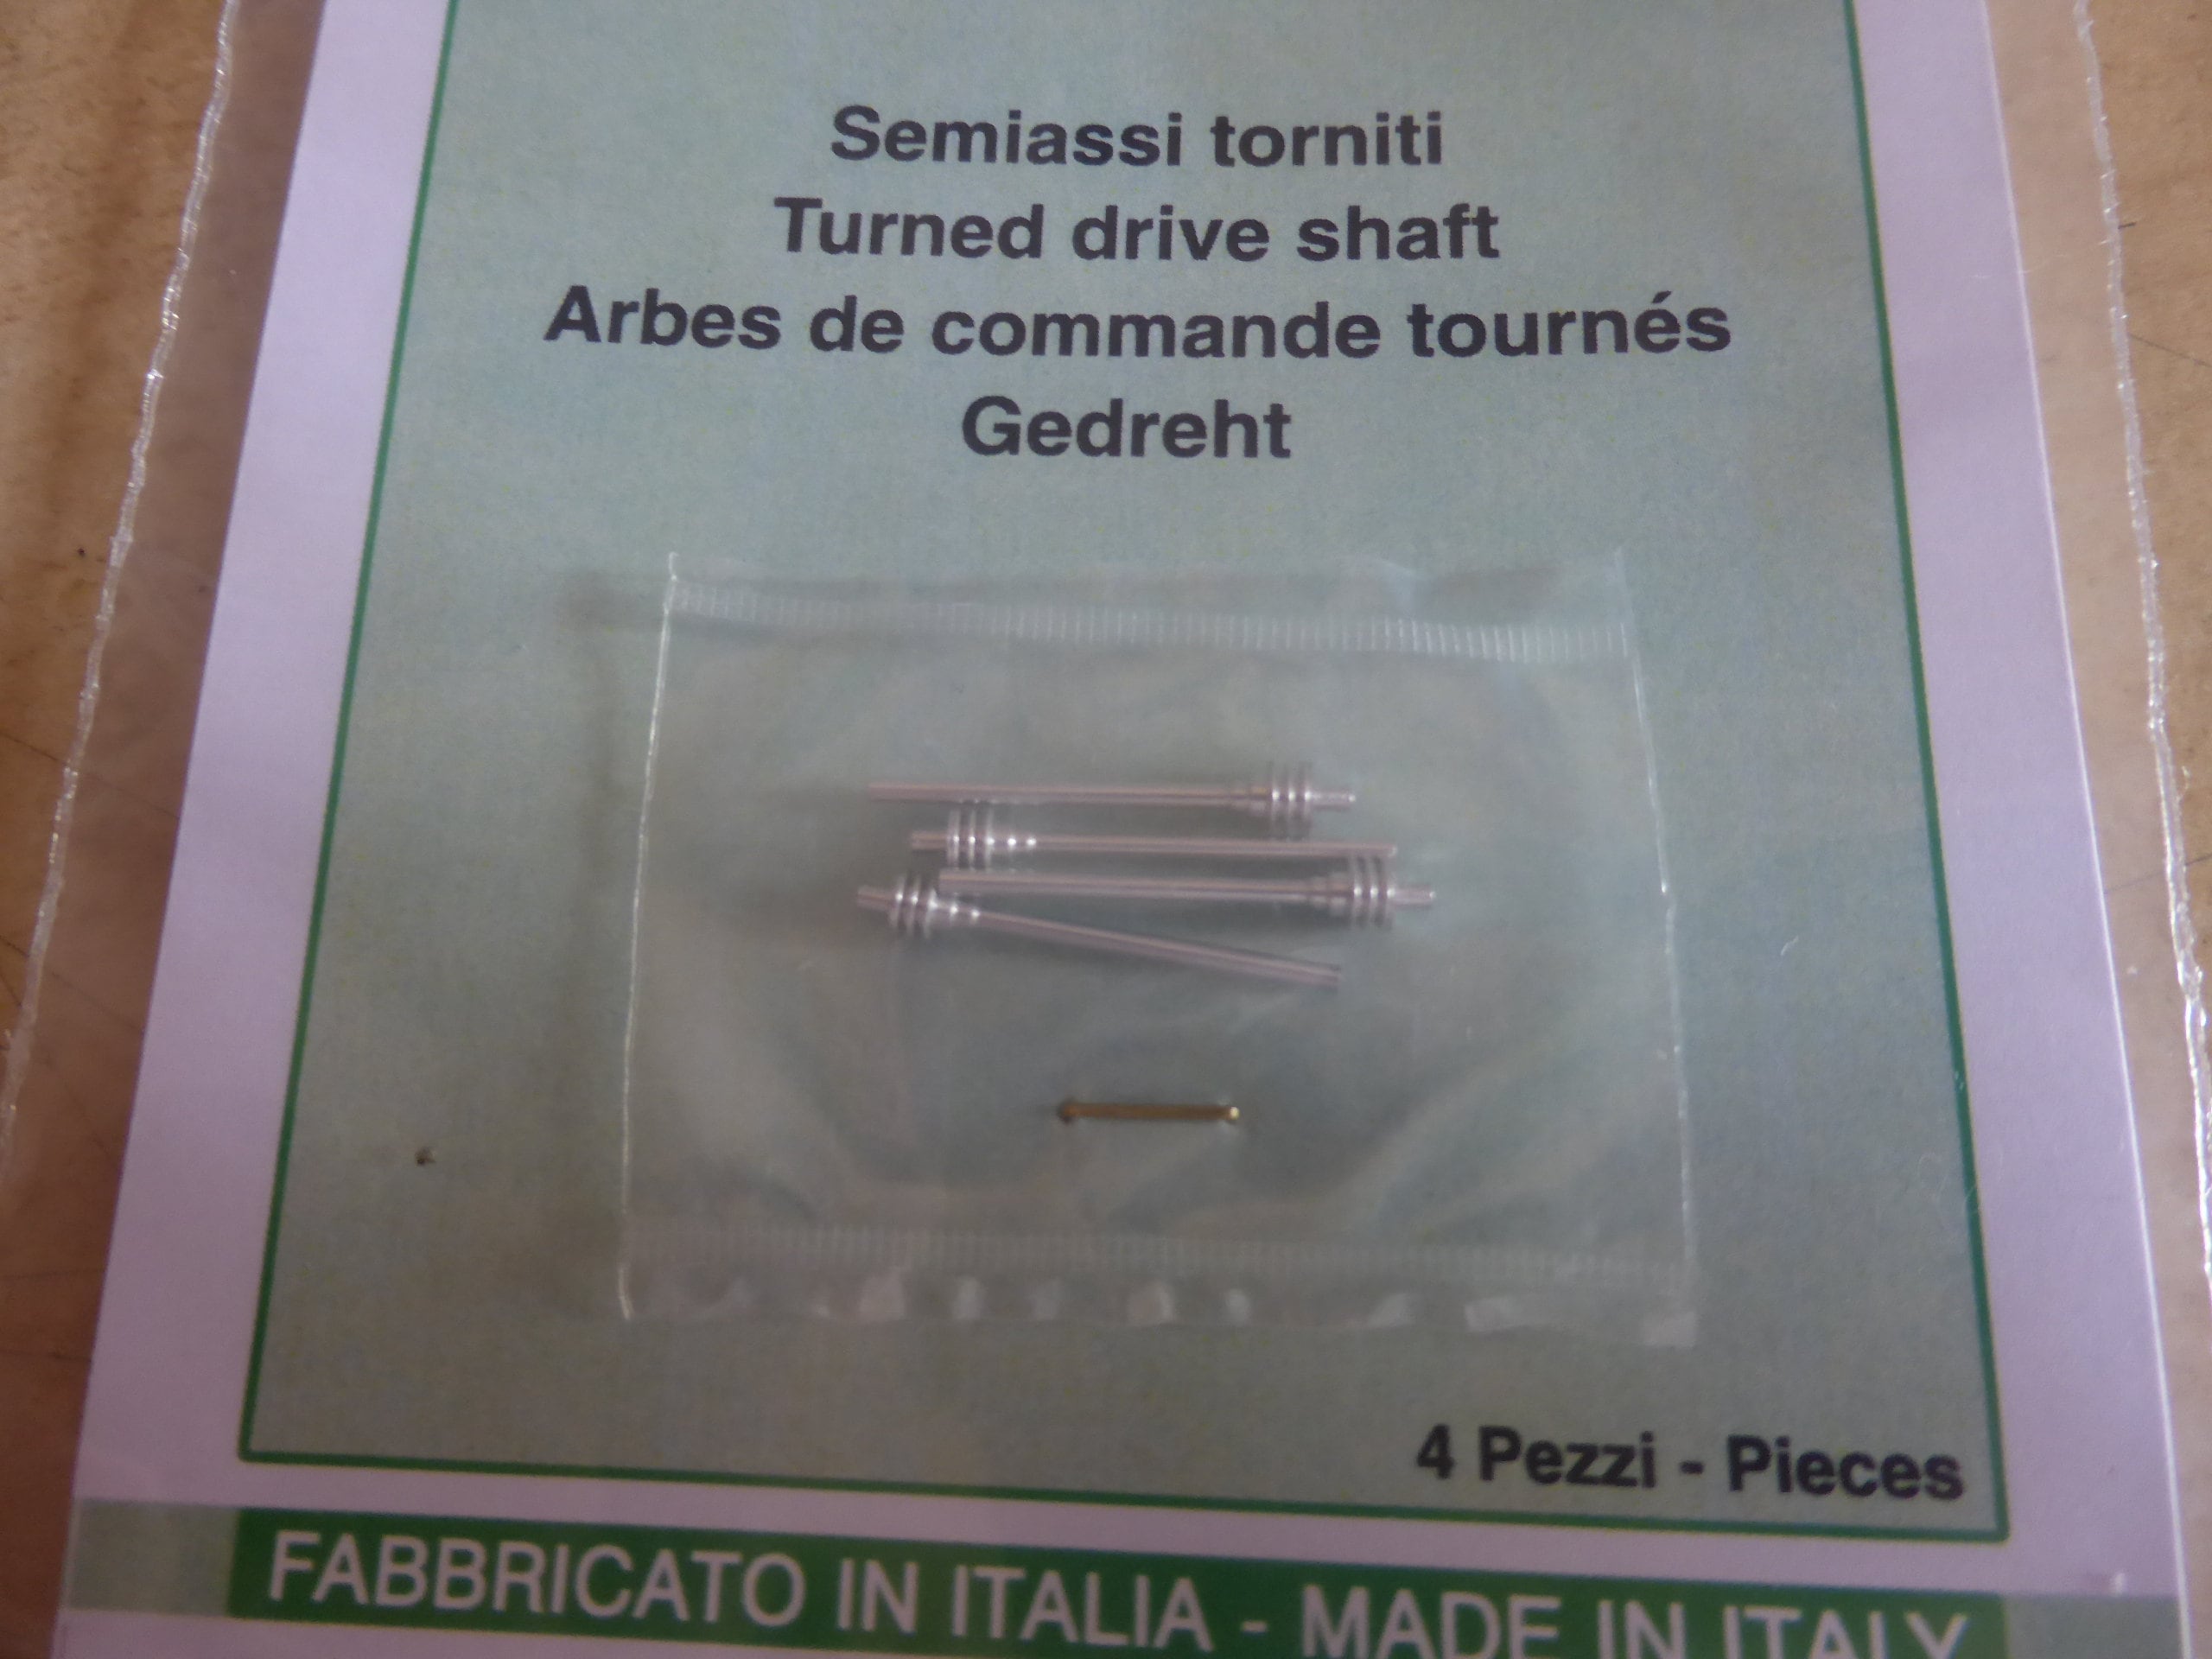 Semiassi torniti
Turned drive shaft
Arbes de commande tournés
Gedreht
4 Pezzi - Pieces
FABBRICATO IN ITALIA - MADE IN ITALY